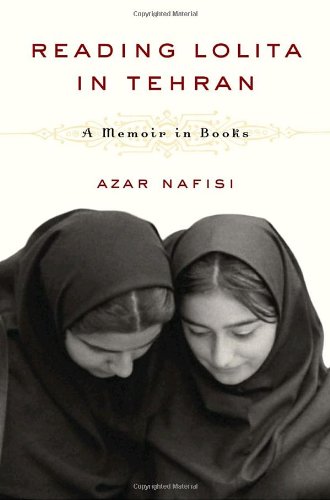 READING LOLITA
IN TEHRAN
A Memoir in Books
AZAR NAFISI